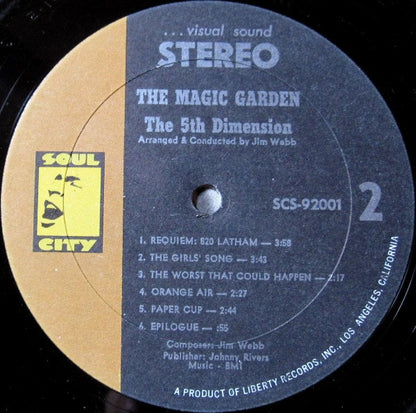 ...visual sound
STEREO
THE MAGIC GARDEN
The 5th Dimension
Arranged & Conducted by Jim Webb
SOUL
CITY
SCS-92001
2
1. REQUIEM: 820 LATHAM — 3:58
2. THE GIRLS' SONG — 3:43
3. THE WORST THAT COULD HAPPEN — 2:17
4. ORANGE AIR — 2:27
5. PAPER CUP — 2:44
6. EPILOGUE — :55
Composer: Jim Webb
Publisher: Johnny Rivers
Music - BMI
A PRODUCT OF LIBERTY RECORDS, INC., LOS ANGELES, CALIFORNIA